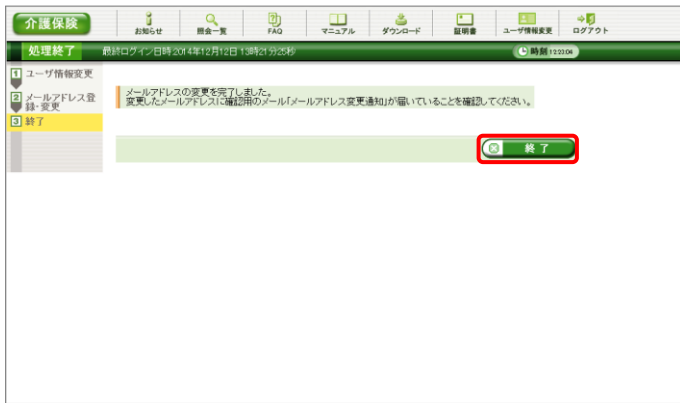 介護保険
お知らせ
照会一覧
FAQ
マニュアル
ダウンロード
証明書
ユーザ情報変更
ログアウト
処理終了 最終ログイン日時:2014年12月12日 13時21分25秒 時刻 12:23:04
1 ユーザ情報変更
2 メールアドレス登
録・変更
3 終了
メールアドレスの変更を完了しました。
変更したメールアドレスに確認用のメール「メールアドレス変更通知」が届いていることを確認してください。
終了